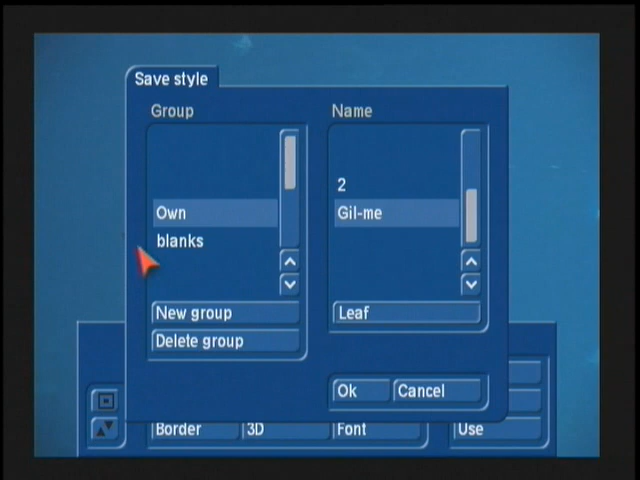 Save style
Group
Name
2
Own
Gil-me
blanks
New group
Leaf
Delete group
Ok
Cancel
Border
3D
Font
Use